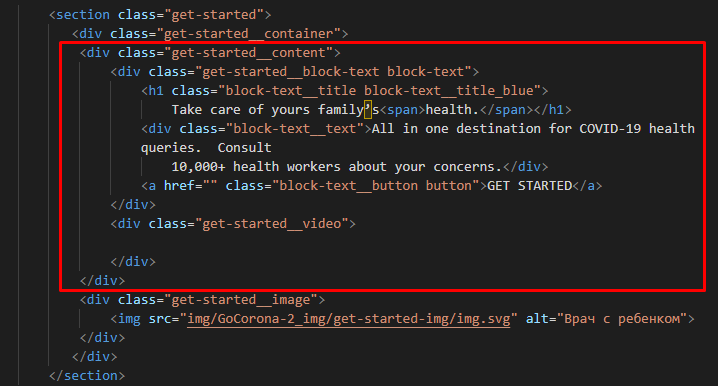 <section class="get-started">
<div class="get-started__container">
<div class="get-started__content">
<div class="get-started__block-text block-text">
<h1 class="block-text__title block-text__title_blue">
Take care of yours family’s<span>health.</span></h1>
<div class="block-text__text">All in one destination for COVID-19 health
queries.  Consult
10,000+ health workers about your concerns.</div>
<a href="" class="block-text__button button">GET STARTED</a>
</div>
<div class="get-started__video">
</div>
</div>
<div class="get-started__image">
<img src="img/GoCorona-2_img/get-started-img/img.svg" alt="Врач с ребенком">
</div>
</div>
</section>